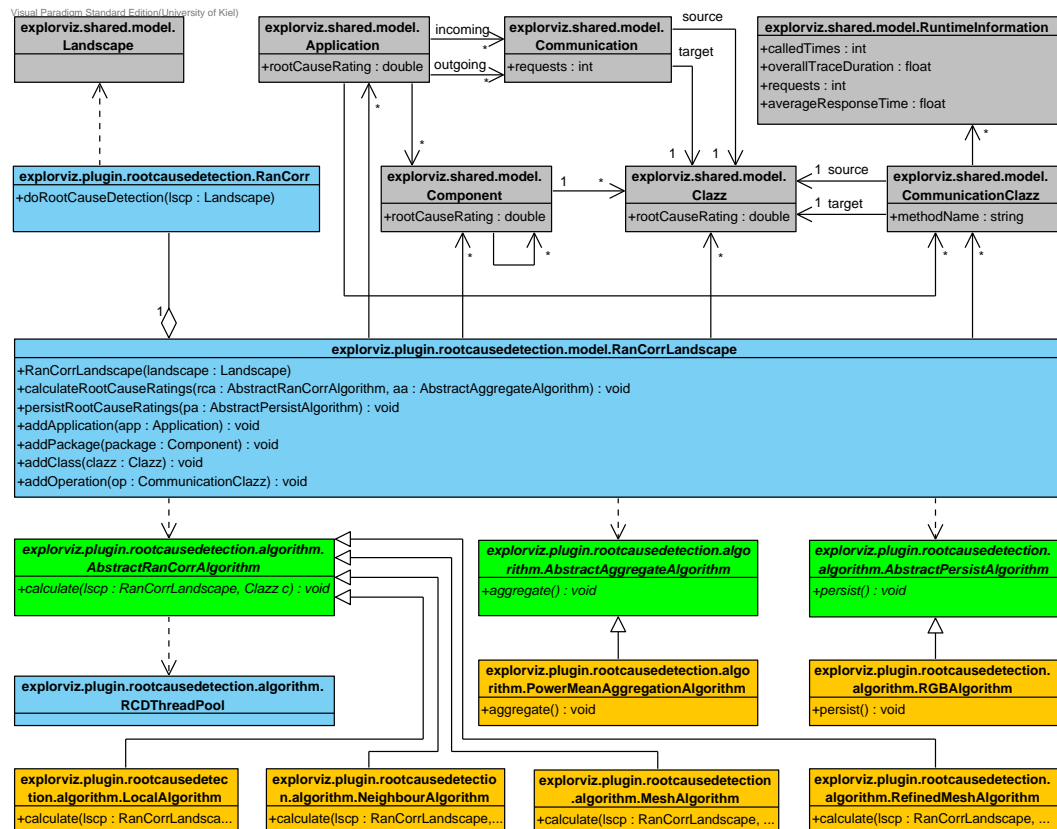 Visual Paradigm Standard Edition(University of Kiel)
explorviz.shared.model.
Landscape
explorviz.shared.model.
Application
+rootCauseRating : double
incoming
*
outgoing
*
explorviz.shared.model.
Communication
+requests : int
source
target
explorviz.shared.model.RuntimeInformation
+calledTimes : int
+overallTraceDuration : float
+requests : int
+averageResponseTime : float
*
*
*
1
1
explorviz.plugin.rootcausedetection.RanCorr
+doRootCauseDetection(lscp : Landscape)
explorviz.shared.model.
Component
+rootCauseRating : double
1
*
explorviz.shared.model.
Clazz
+rootCauseRating : double
1 source
1 target
explorviz.shared.model.
CommunicationClazz
+methodName : string
*
*
*
*
*
1
explorviz.plugin.rootcausedetection.model.RanCorrLandscape
+RanCorrLandscape(landscape : Landscape)
+calculateRootCauseRatings(rca : AbstractRanCorrAlgorithm, aa : AbstractAggregateAlgorithm) : void
+persistRootCauseRatings(pa : AbstractPersistAlgorithm) : void
+addApplication(app : Application) : void
+addPackage(package : Component) : void
+addClass(clazz : Clazz) : void
+addOperation(op : CommunicationClazz) : void
explorviz.plugin.rootcausedetection.algorithm.
AbstractRanCorrAlgorithm
+calculate(lscp : RanCorrLandscape, Clazz c) : void
explorviz.plugin.rootcausedetection.algo
rithm.AbstractAggregateAlgorithm
+aggregate() : void
explorviz.plugin.rootcausedetection.
algorithm.AbstractPersistAlgorithm
+persist() : void
explorviz.plugin.rootcausedetection.algorithm.
RCDThreadPool
explorviz.plugin.rootcausedetection.algo
rithm.PowerMeanAggregationAlgorithm
+aggregate() : void
explorviz.plugin.rootcausedetection.
algorithm.RGBAlgorithm
+persist() : void
explorviz.plugin.rootcausedetec
tion.algorithm.LocalAlgorithm
+calculate(lscp : RanCorrLandsca...
explorviz.plugin.rootcausedetectio
n.algorithm.NeighbourAlgorithm
+calculate(lscp : RanCorrLandscape,...
explorviz.plugin.rootcausedetection
.algorithm.MeshAlgorithm
+calculate(lscp : RanCorrLandscape, ...
explorviz.plugin.rootcausedetection.
algorithm.RefinedMeshAlgorithm
+calculate(lscp : RanCorrLandscape, ...